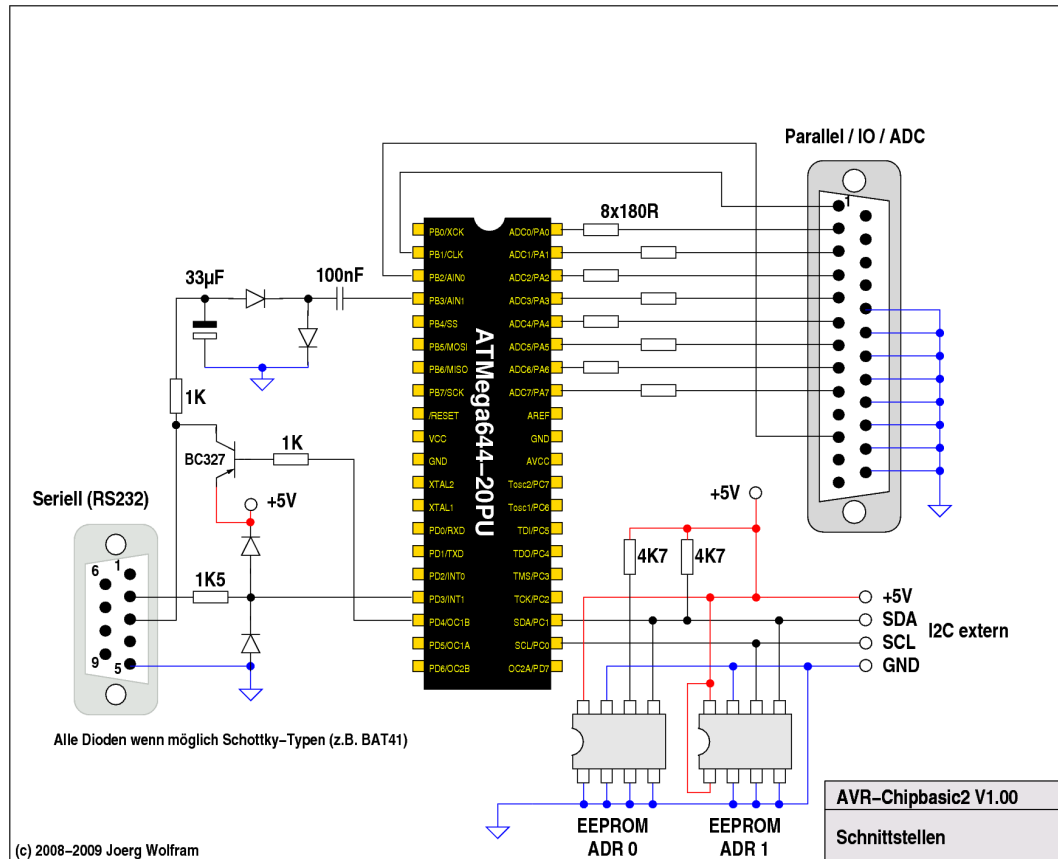 Parallel / IO / ADC
1
8x180R
33µF
100nF
1K
BC327
1K
+5V
Seriell (RS232)
1K5
6
1
9
5
ATMega644-20PU
PB0/XCK
PB1/CLK
PB2/AIN0
PB3/AIN1
PB4/SS
PB5/MOSI
PB6/MISO
PB7/SCK
/RESET
VCC
GND
XTAL2
XTAL1
PD0/RXD
PD1/TXD
PD2/INT0
PD3/INT1
PD4/OC1B
PD5/OC1A
PD6/OC2B
ADC0/PA0
ADC1/PA1
ADC2/PA2
ADC3/PA3
ADC4/PA4
ADC5/PA5
ADC6/PA6
ADC7/PA7
AREF
GND
AVCC
Tosc2/PC7
Tosc1/PC6
TDI/PC5
TDO/PC4
TMS/PC3
TCK/PC2
SDA/PC1
SCL/PC0
OC2A/PD7
+5V
4K7
4K7
+5V
SDA
SCL
GND
I2C extern
Alle Dioden wenn möglich Schottky-Typen (z.B. BAT41)
EEPROM
ADR 0
EEPROM
ADR 1
AVR-Chipbasic2 V1.00
Schnittstellen
(c) 2008-2009 Joerg Wolfram